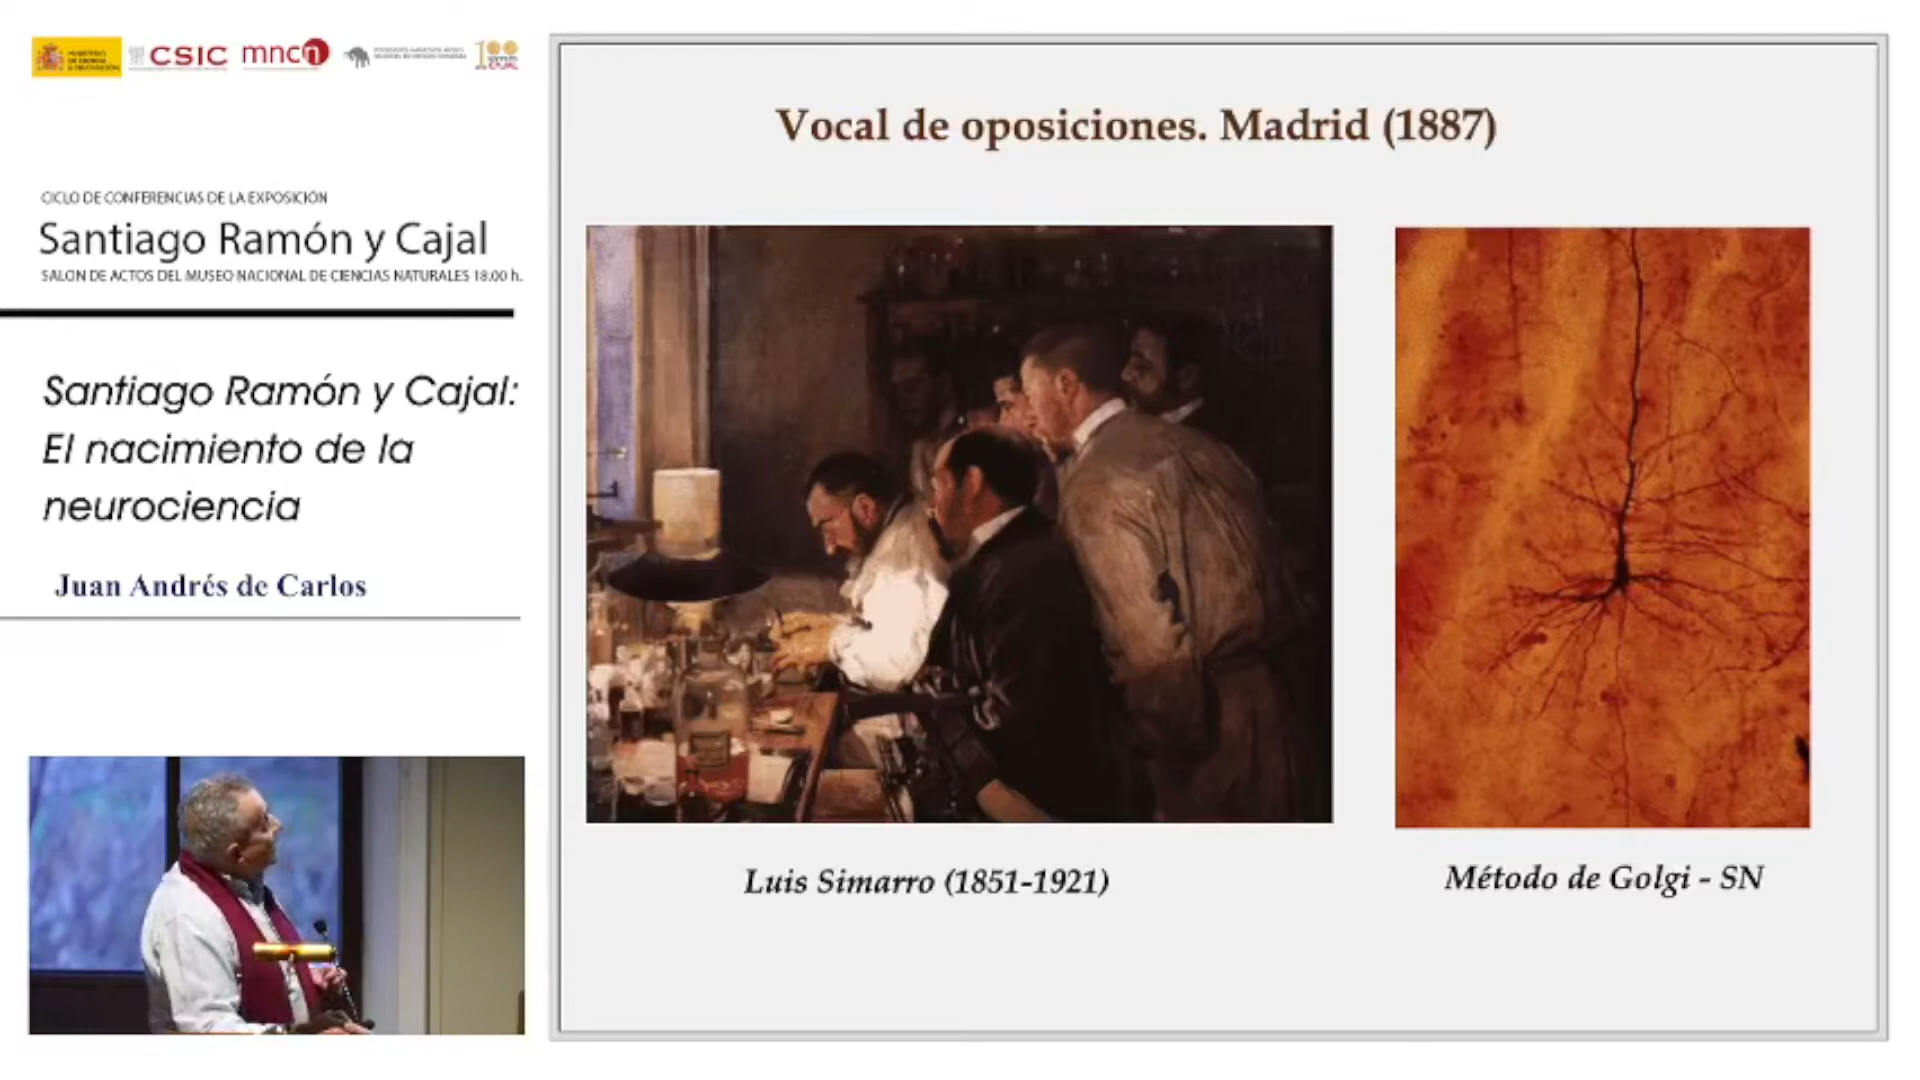 CSIC
mncn
CICLO DE CONFERENCIAS DE LA EXPOSICIÓN
Santiago Ramón y Cajal
SALON DE ACTOS DEL MUSEO NACIONAL DE CIENCIAS NATURALES 18.00 h.
Santiago Ramón y Cajal:
El nacimiento de la
neurociencia
Juan Andrés de Carlos
Vocal de oposiciones. Madrid (1887)
Luis Simarro (1851-1921)
Método de Golgi - SN